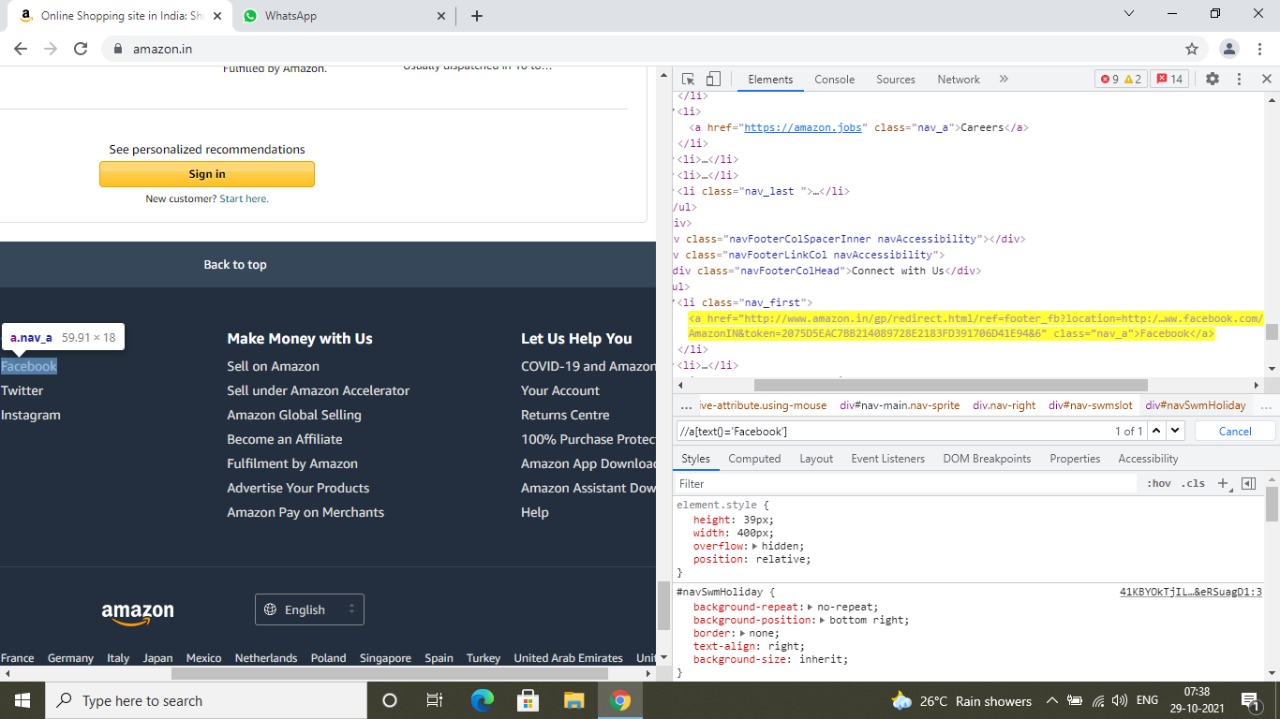 Online Shopping site in India: Sh
WhatsApp
amazon.in
Fulfilled by Amazon.
Usually dispatched in 10 to...
See personalized recommendations
Sign in
New customer? Start here.
Back to top
a.nav_a 59.91 × 18
Facebook
Twitter
Instagram
Make Money with Us
Sell on Amazon
Sell under Amazon Accelerator
Amazon Global Selling
Become an Affiliate
Fulfilment by Amazon
Advertise Your Products
Amazon Pay on Merchants
Let Us Help You
COVID-19 and Amazon
Your Account
Returns Centre
100% Purchase Protec
Amazon App Downloa
Amazon Assistant Dow
Help
amazon
English
France Germany Italy Japan Mexico Netherlands Poland Singapore Spain Turkey United Arab Emirates Unit
Elements Console Sources Network » 9 2 14
</li>
<li>
<a href="https://amazon.jobs" class="nav_a">Careers</a>
</li>
<li>…</li>
<li>…</li>
<li class="nav_last ">…</li>
/ul>
iv>
v class="navFooterColSpacerInner navAccessibility"></div>
v class="navFooterLinkCol navAccessibility">
div class="navFooterColHead">Connect with Us</div>
ul>
<li class="nav_first">
<a href="http://www.amazon.in/gp/redirect.html/ref=footer_fb?location=http:/…ww.facebook.com/
AmazonIN&token=2075D5EAC7BB214089728E2183FD391706D41E94&6" class="nav_a">Facebook</a>
</li>
<li>…</li>
... ive-attribute.using-mouse div#nav-main.nav-sprite div.nav-right div#nav-swmslot div#navSwmHoliday ...
//a[text()='Facebook'] 1 of 1 Cancel
Styles Computed Layout Event Listeners DOM Breakpoints Properties Accessibility
Filter :hov .cls
element.style {
height: 39px;
width: 400px;
overflow: hidden;
position: relative;
}
#navSwmHoliday { 41KBYOkTjIL…&eRSuagD1:3
background-repeat: no-repeat;
background-position: bottom right;
border: none;
text-align: right;
background-size: inherit;
}
Type here to search
26°C Rain showers
ENG
07:38
29-10-2021
1